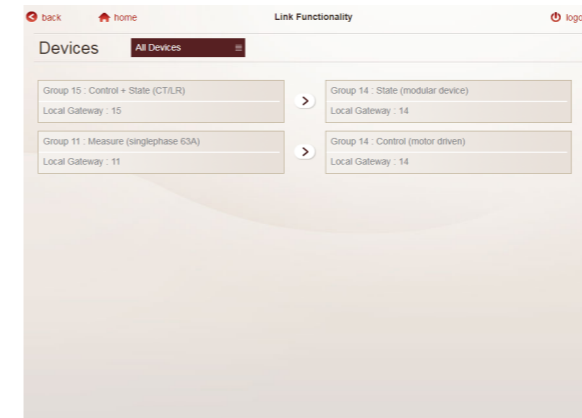 back home Link Functionality
Devices All Devices
Group 15 : Control + State (CT/LR) Group 14 : State (modular device)
Local Gateway : 15 Local Gateway : 14
Group 11 : Measure (singlephase 63A) Group 14 : Control (motor driven)
Local Gateway : 11 Local Gateway : 14